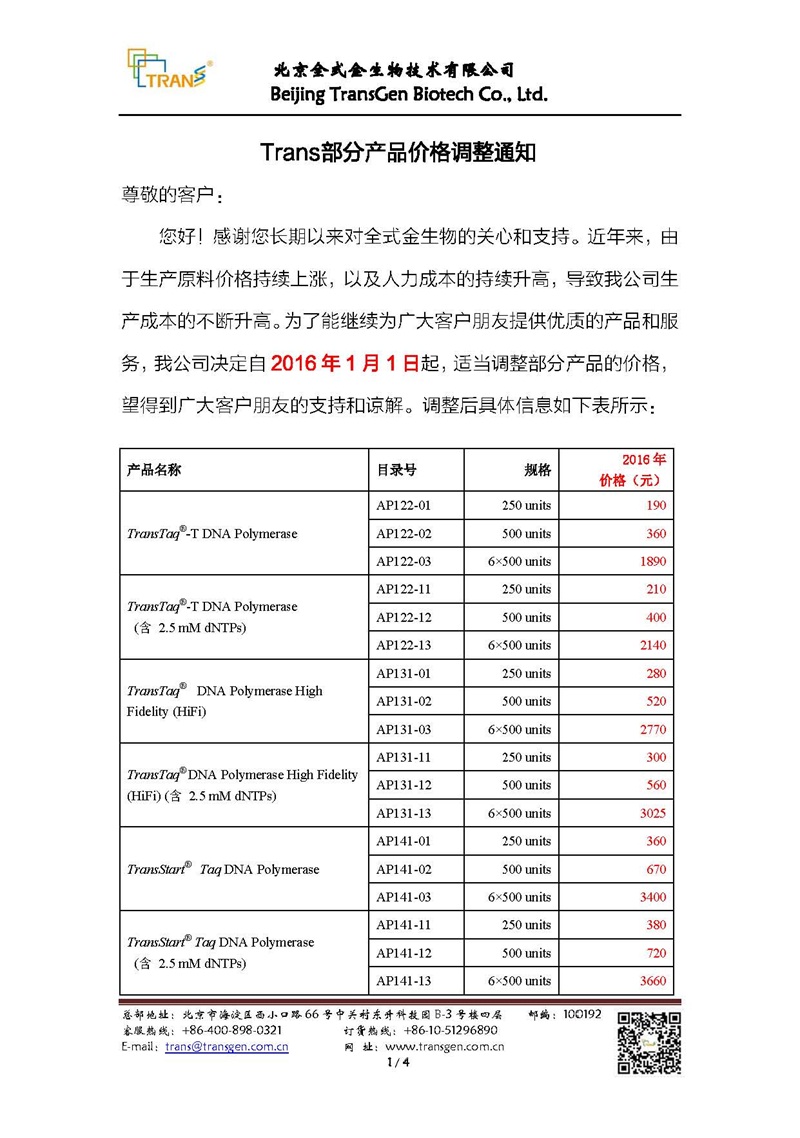 TRANS®
北京全式金生物技术有限公司
Beijing TransGen Biotech Co., Ltd.
Trans部分产品价格调整通知
尊敬的客户：
您好！感谢您长期以来对全式金生物的关心和支持。近年来，由
于生产原料价格持续上涨，以及人力成本的持续升高，导致我公司生
产成本的不断升高。为了能继续为广大客户朋友提供优质的产品和服
务，我公司决定自 2016 年 1 月 1 日起，适当调整部分产品的价格，
望得到广大客户朋友的支持和谅解。调整后具体信息如下表所示：
产品名称 目录号 规格 2016 年
价格（元）
AP122-01 250 units 190
TransTaq®-T DNA Polymerase AP122-02 500 units 360
AP122-03 6×500 units 1890
AP122-11 250 units 210
TransTaq®-T DNA Polymerase
(含 2.5 mM dNTPs) AP122-12 500 units 400
AP122-13 6×500 units 2140
AP131-01 250 units 280
TransTaq® DNA Polymerase High
Fidelity (HiFi) AP131-02 500 units 520
AP131-03 6×500 units 2770
AP131-11 250 units 300
TransTaq® DNA Polymerase High Fidelity
(HiFi) (含 2.5 mM dNTPs) AP131-12 500 units 560
AP131-13 6×500 units 3025
AP141-01 250 units 360
TransStart® Taq DNA Polymerase AP141-02 500 units 670
AP141-03 6×500 units 3400
AP141-11 250 units 380
TransStart® Taq DNA Polymerase
(含 2.5 mM dNTPs) AP141-12 500 units 720
AP141-13 6×500 units 3660
总部地址：北京市海淀区西小口路 66 号中关村东升科技园 B-3 号楼四层 邮编：100192
客服热线：+86-400-898-0321 订货热线：+86-10-51296890
E-mail：trans@transgen.com.cn 网 址：www.transgen.com.cn
1 / 4